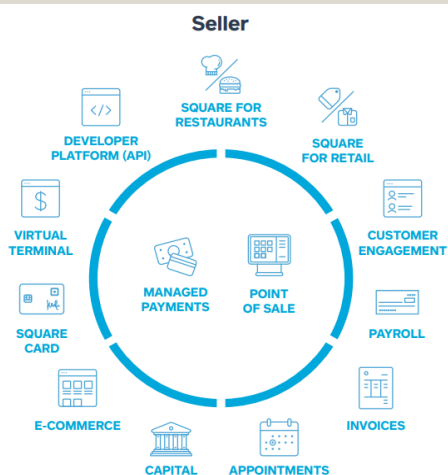 Seller
SQUARE FOR
RESTAURANTS
SQUARE
FOR RETAIL
CUSTOMER
ENGAGEMENT
PAYROLL
INVOICES
APPOINTMENTS
CAPITAL
E-COMMERCE
SQUARE
CARD
VIRTUAL
TERMINAL
DEVELOPER
PLATFORM (API)
MANAGED
PAYMENTS
POINT
OF SALE